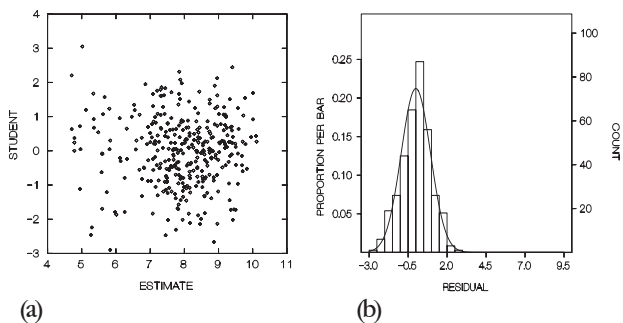 4
3
2
1
0
-1
-2
-3
STUDENT
4 5 6 7 8 9 10 11
ESTIMATE
(a)
0.25
0.20
0.15
0.10
0.05
PROPORTION PER BAR
100
80
60
40
20
COUNT
-3.0 -0.5 2.0 4.5 7.0 9.5
RESIDUAL
(b)